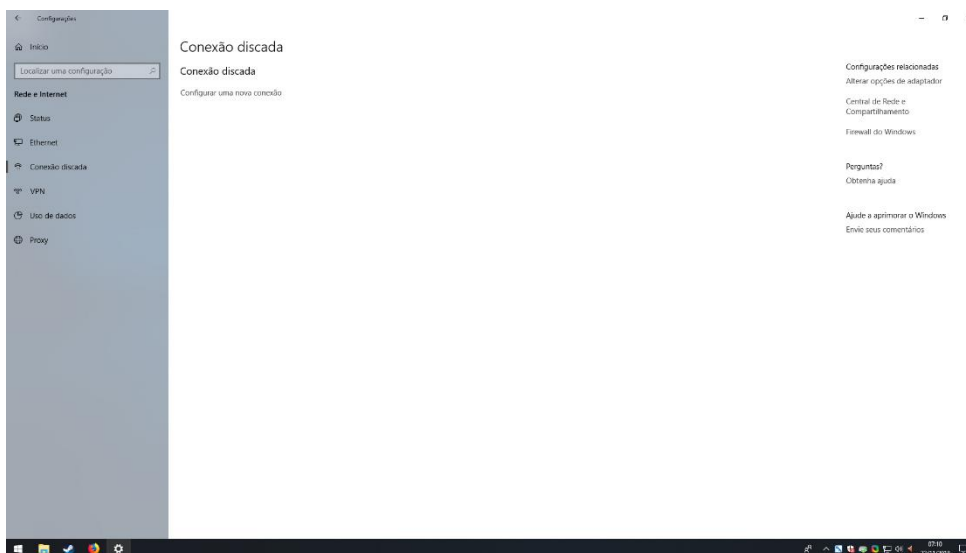 Configurações
Início
Localizar uma configuração
Rede e Internet
Status
Ethernet
Conexão discada
VPN
Uso de dados
Proxy
Conexão discada
Conexão discada
Configurar uma nova conexão
Configurações relacionadas
Alterar opções de adaptador
Central de Rede e
Compartilhamento
Firewall do Windows
Perguntas?
Obtenha ajuda
Ajude a aprimorar o Windows
Envie seus comentários
07:10